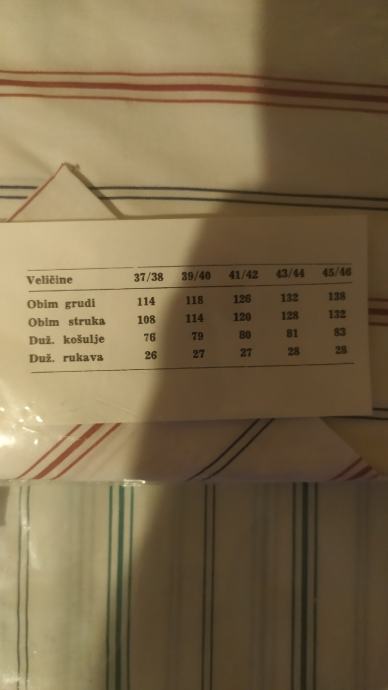 Veličine 37/38 39/40 41/42 43/44 45/46
Obim grudi 114 118 126 132 138
Obim struka 108 114 120 128 132
Duž. košulje 76 79 80 81 83
Duž. rukava 26 27 27 28 28